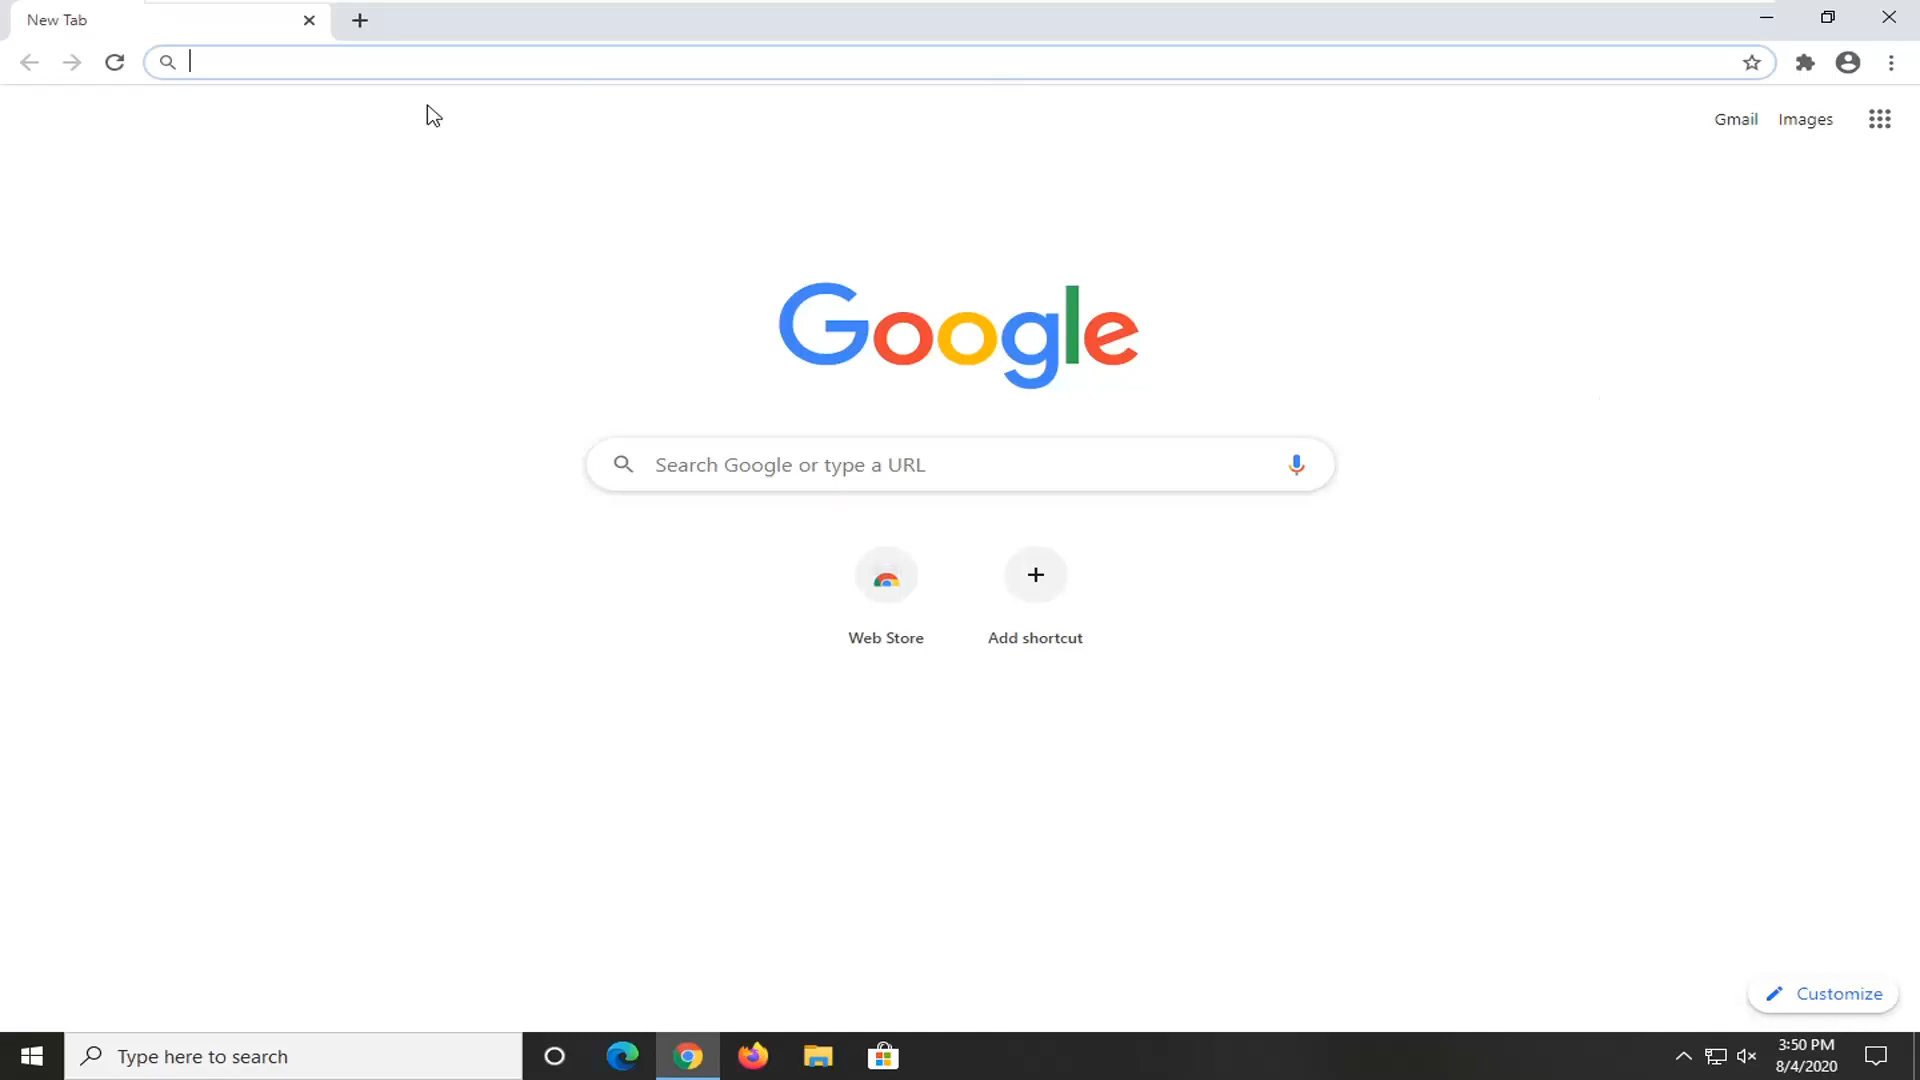 New Tab
Gmail Images
Google
Search Google or type a URL
Web Store Add shortcut
Customize
Type here to search
3:50 PM
8/4/2020